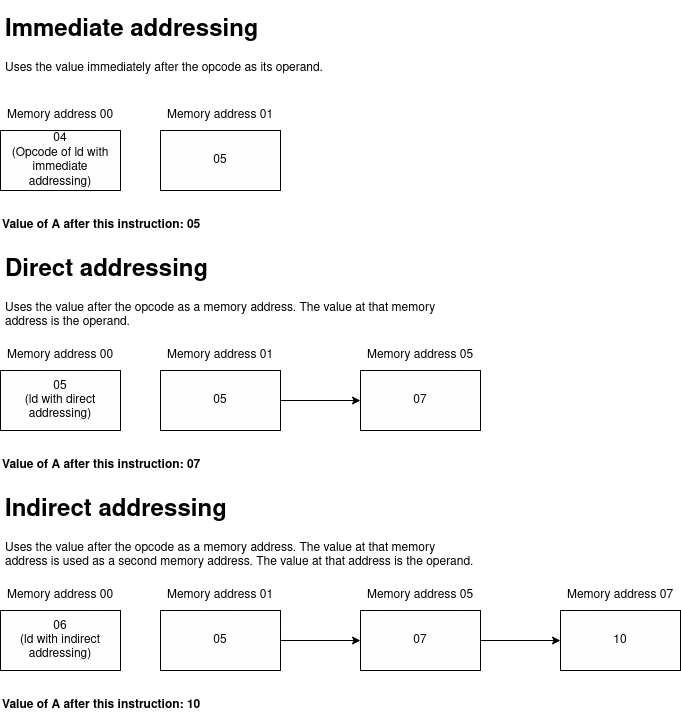 Immediate addressing
Uses the value immediately after the opcode as its operand.
Memory address 00 Memory address 01
04
(Opcode of ld with
immediate
addressing)
05
Value of A after this instruction: 05
Direct addressing
Uses the value after the opcode as a memory address. The value at that memory
address is the operand.
Memory address 00 Memory address 01 Memory address 05
05
(ld with direct
addressing)
05
07
Value of A after this instruction: 07
Indirect addressing
Uses the value after the opcode as a memory address. The value at that memory
address is used as a second memory address. The value at that address is the operand.
Memory address 00 Memory address 01 Memory address 05 Memory address 07
06
(ld with indirect
addressing)
05
07
10
Value of A after this instruction: 10